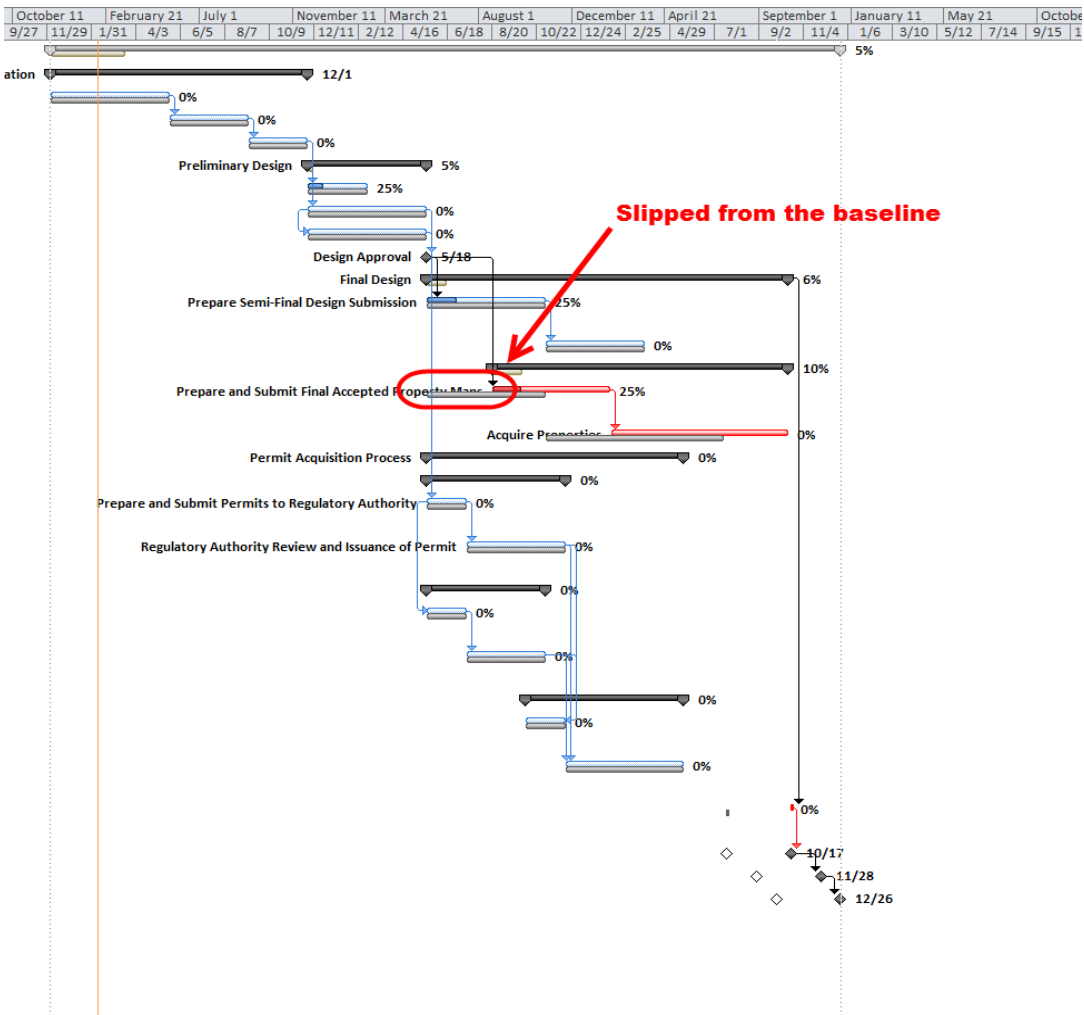 October 11 February 21 July 1 November 11 March 21 August 1 December 11 April 21 September 1 January 11 May 21 Octobe
9/27 11/29 1/31 4/3 6/5 8/7 10/9 12/11 2/12 4/16 6/18 8/20 10/22 12/24 2/25 4/29 7/1 9/2 11/4 1/6 3/10 5/12 7/14 9/15 1
5%
ation 12/1
0%
0%
0%
Preliminary Design 5%
25%
0%
Slipped from the baseline
0%
Design Approval 5/18
Final Design 6%
Prepare Semi-Final Design Submission 25%
0%
10%
Prepare and Submit Final Accepted Property Maps 25%
Acquire Properties 0%
Permit Acquisition Process 0%
0%
Prepare and Submit Permits to Regulatory Authority 0%
Regulatory Authority Review and Issuance of Permit 0%
0%
0%
0%
0%
0%
0%
0%
10/17
11/28
12/26